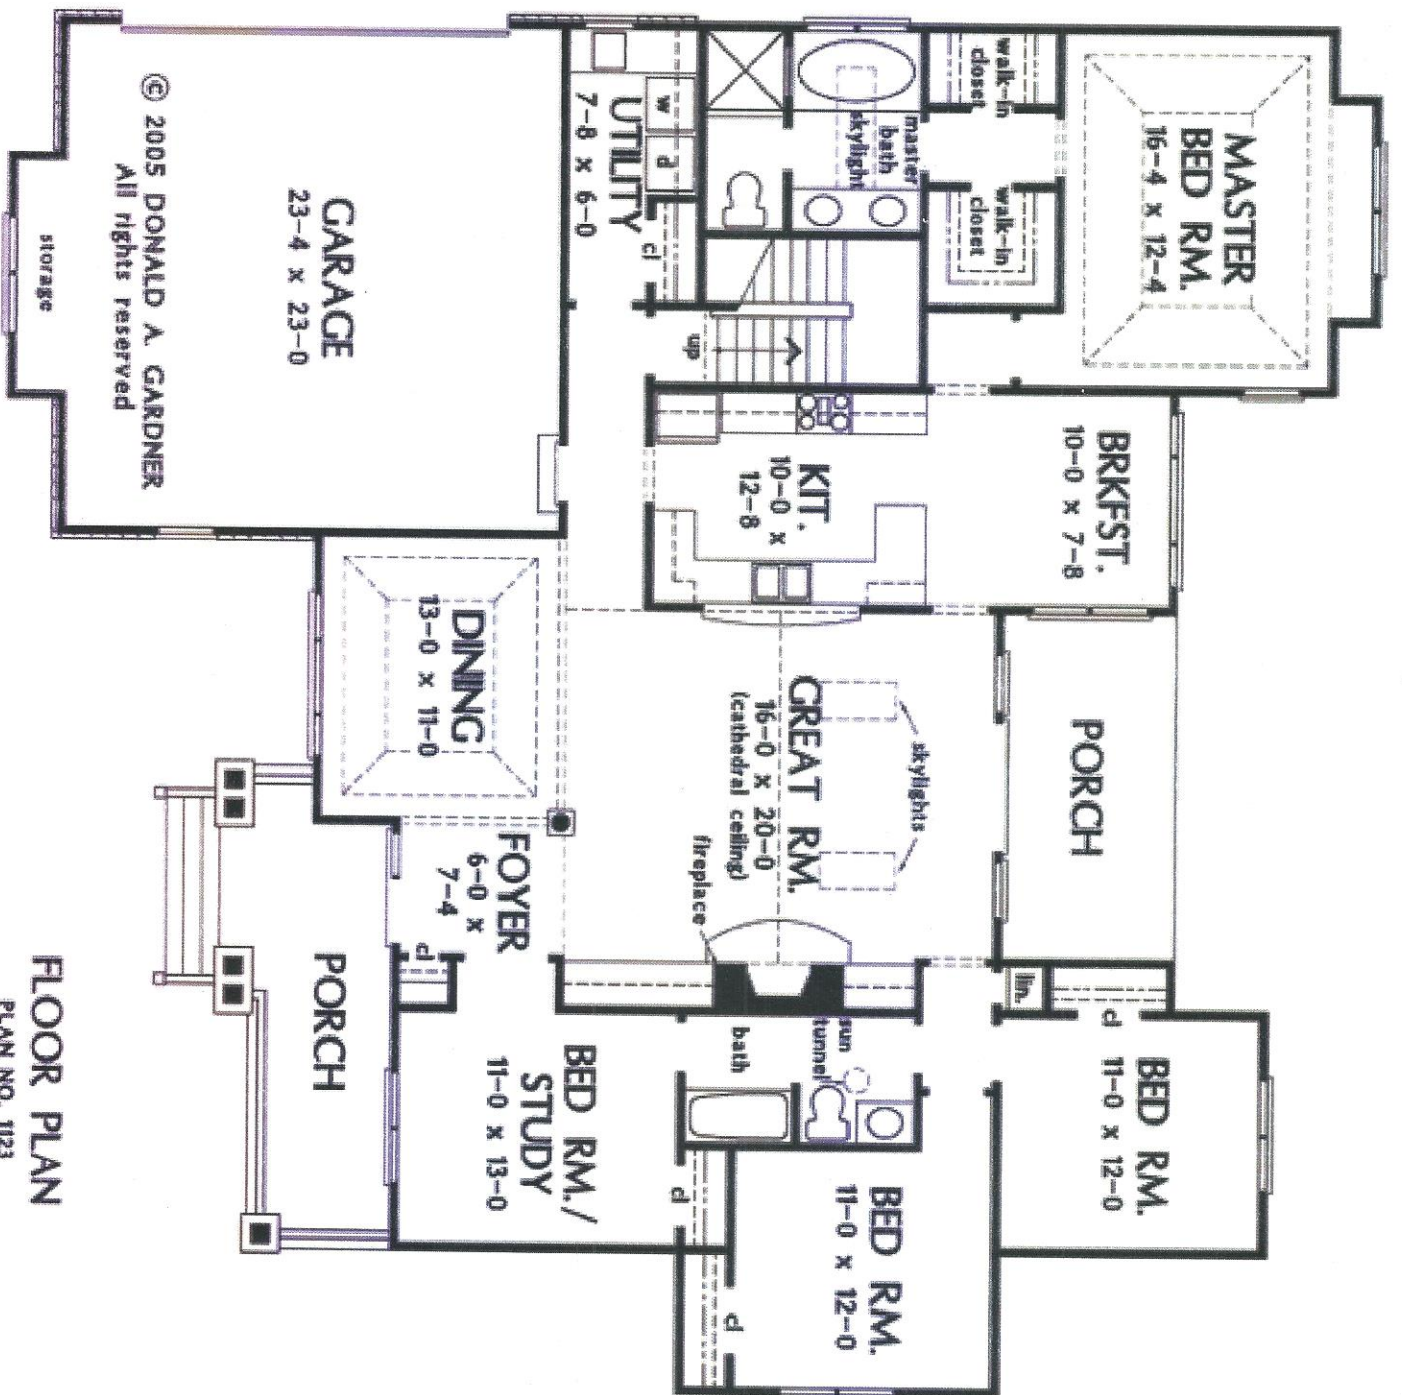 MASTER
BED RM.
16-4 x 12-4
BRKFST.
10-0 x 7-8
PORCH
cl
BED RM.
11-0 x 12-0
walk-in
closet
walk-in
closet
lin.
master
bath
skylight
skylights
KIT.
10-0 x
12-8
GREAT RM.
16-0 x 20-0
(cathedral ceiling)
fireplace
sun
tunnel
bath
BED RM.
11-0 x 12-0
cl
cl
up
UTILITY
7-8 x 6-0
w
d
cl
BED RM./
STUDY
11-0 x 13-0
FOYER
6-0 x
7-4
cl
DINING
13-0 x 11-0
GARAGE
23-4 x 23-0
PORCH
© 2005 DONALD A. GARDNER
All rights reserved
storage
FLOOR PLAN
PLAN NO. 1123